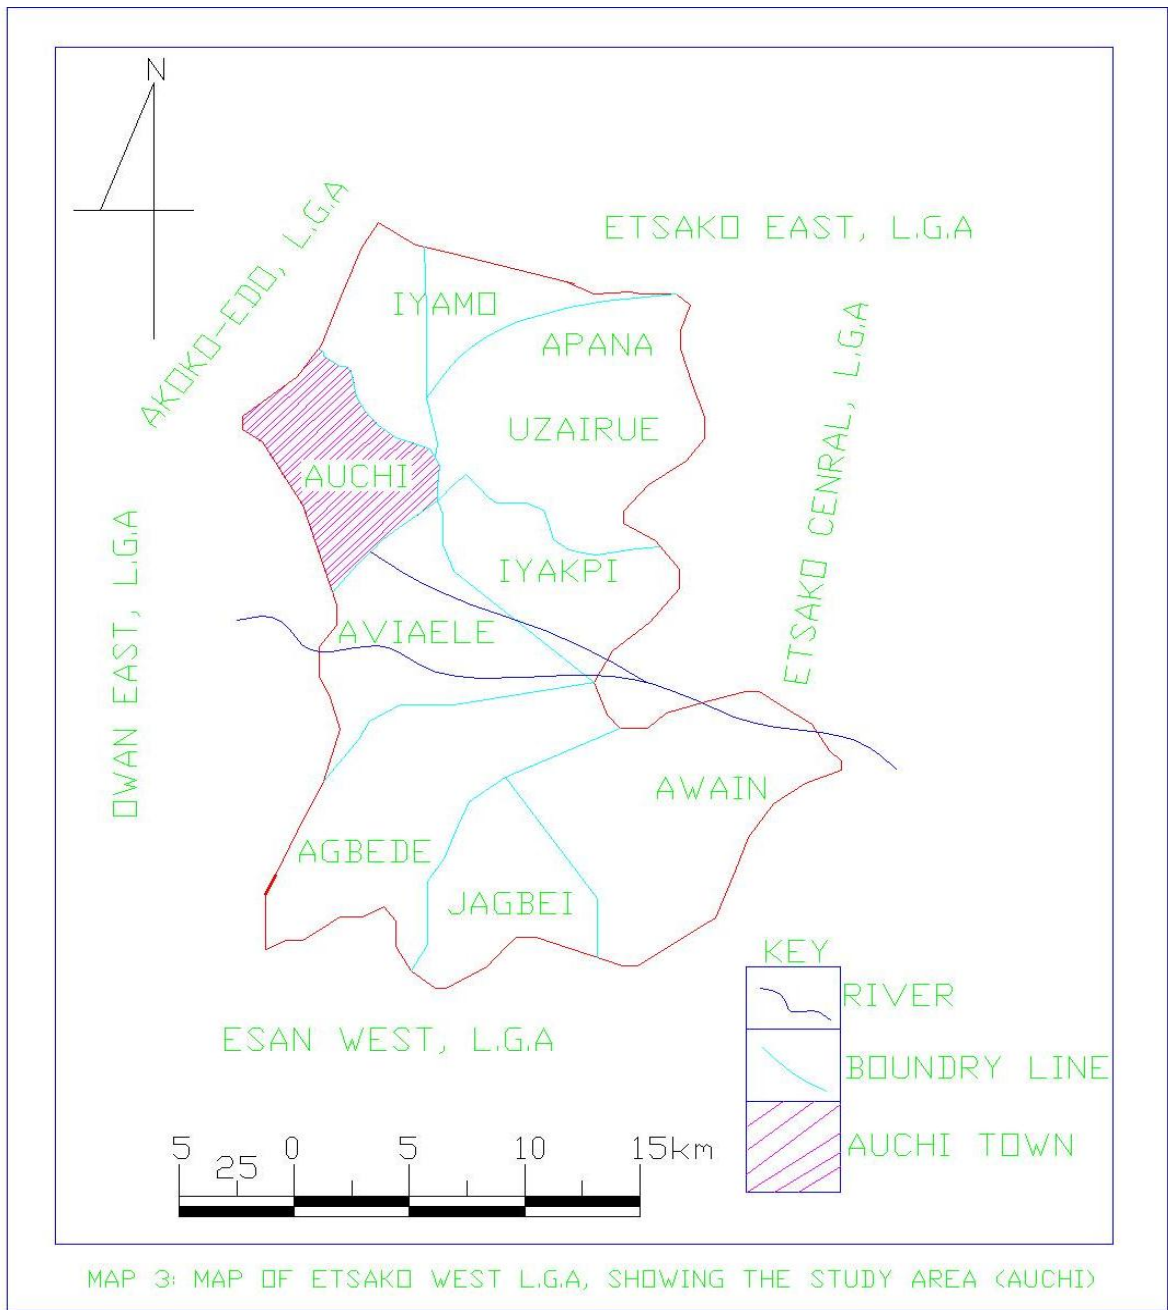 N
AKOKO-EDO, L.G.A
ETSAKO EAST, L.G.A
IYAMO
APANA
UZAIRUE
AUCHI
ETSAKO CENRAL, L.G.A
OWAN EAST, L.G.A
IYAKPI
AVIAELE
AWAIN
AGBEDE
JAGBEI
ESAN WEST, L.G.A
KEY
RIVER
BOUNDRY LINE
AUCHI TOWN
5 25 0 5 10 15km
MAP 3: MAP OF ETSAKO WEST L.G.A, SHOWING THE STUDY AREA (AUCHI)